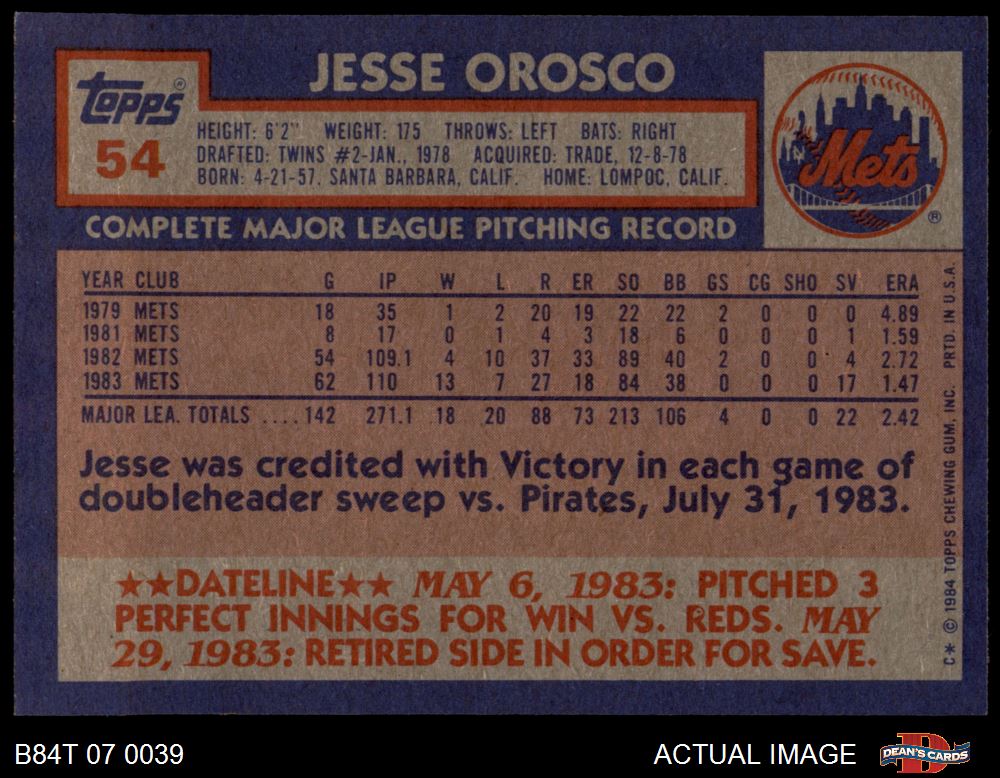 JESSE OROSCO
Topps®
54
HEIGHT: 6'2" WEIGHT: 175 THROWS: LEFT BATS: RIGHT
DRAFTED: TWINS #2-JAN., 1978 ACQUIRED: TRADE, 12-8-78
BORN: 4-21-57, SANTA BARBARA, CALIF. HOME: LOMPOC, CALIF.
Mets
®
COMPLETE MAJOR LEAGUE PITCHING RECORD
YEAR CLUB G IP W L R ER SO BB GS CG SHO SV ERA
1979 METS 18 35 1 2 20 19 22 22 2 0 0 0 4.89
1981 METS 8 17 0 1 4 3 18 6 0 0 0 1 1.59
1982 METS 54 109.1 4 10 37 33 89 40 2 0 0 4 2.72
1983 METS 62 110 13 7 27 18 84 38 0 0 0 17 1.47
MAJOR LEA. TOTALS ....142 271.1 18 20 88 73 213 106 4 0 0 22 2.42
Jesse was credited with Victory in each game of
doubleheader sweep vs. Pirates, July 31, 1983.
★★DATELINE★★ MAY 6, 1983: PITCHED 3
PERFECT INNINGS FOR WIN VS. REDS. MAY
29, 1983: RETIRED SIDE IN ORDER FOR SAVE.
C* © 1984 TOPPS CHEWING GUM, INC. PRTD. IN U.S.A.
B84T 07 0039
ACTUAL IMAGE
D
DEAN'S CARDS